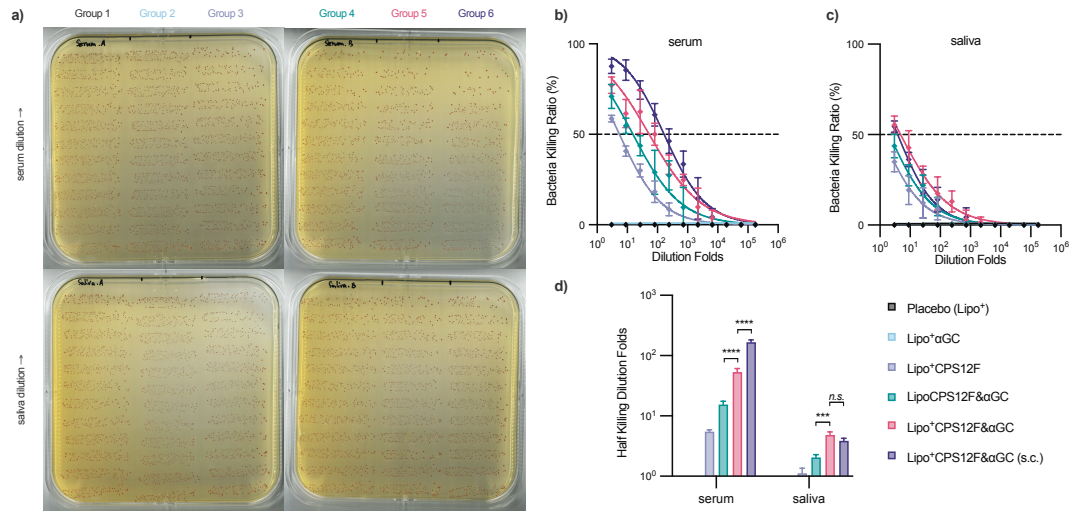 a)
Group 1 Group 2 Group 3 Group 4 Group 5 Group 6
Serum.A
Serum.B
serum dilution →
Saliva.A
Saliva.B
saliva dilution →
b)
serum
Bacteria Killing Ratio (%)
100
50
0
10⁰ 10¹ 10² 10³ 10⁴ 10⁵ 10⁶
Dilution Folds
c)
saliva
Bacteria Killing Ratio (%)
100
50
0
10⁰ 10¹ 10² 10³ 10⁴ 10⁵ 10⁶
Dilution Folds
d)
Half Killing Dilution Folds
10³
10²
10¹
10⁰
****
****
***
n.s.
serum saliva
Placebo (Lipo⁺)
Lipo⁺αGC
Lipo⁺CPS12F
LipoCPS12F&αGC
Lipo⁺CPS12F&αGC
Lipo⁺CPS12F&αGC (s.c.)